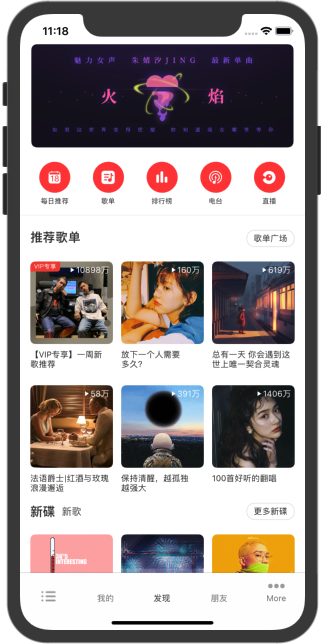 11:18
魅力女声 朱婧汐JING 最新单曲
火 焰
每日推荐 歌单 排行榜 电台 直播
推荐歌单 歌单广场
VIP专享 10898万 160万 619万
【VIP专享】一周新 放下一个人需要 总有一天 你会遇到这
歌推荐 多久? 世上唯一契合灵魂
58万 391万 1406万
法语爵士|红酒与玫瑰 保持清醒，越孤独 100首好听的翻唱
浪漫邂逅 越强大
新碟 新歌 更多新碟
INTERESTING
我的 发现 朋友 More